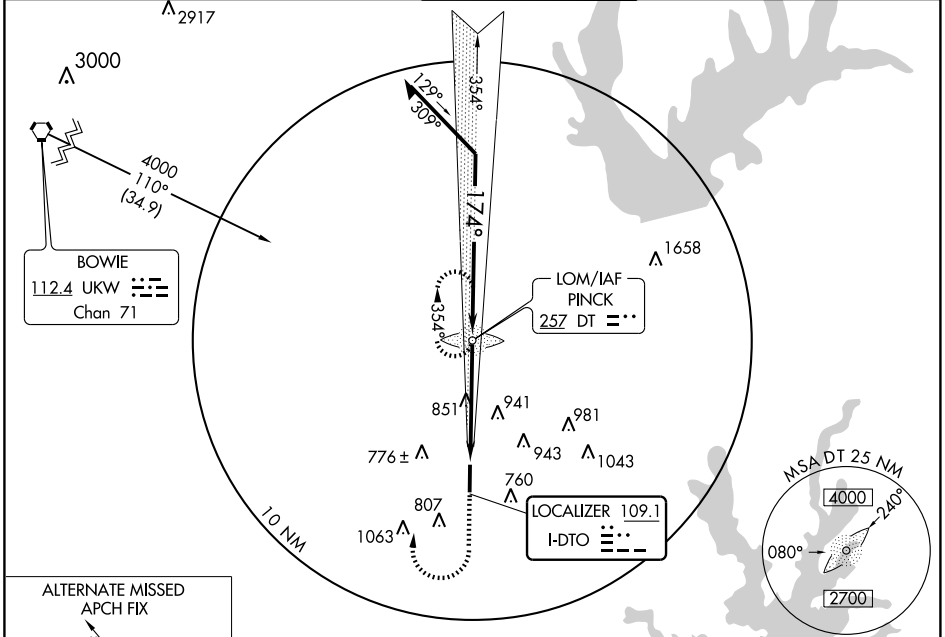 2917
3000
4000
110°
(34.9)
BOWIE
112.4 UKW
Chan 71
129°
309°
354°
174°
354°
1658
LOM/IAF
PINCK
257 DT
851
941
981
943
1043
776 ±
760
807
1063
10 NM
LOCALIZER 109.1
I-DTO
MSA DT 25 NM
4000
240°
080°
2700
ALTERNATE MISSED
APCH FIX